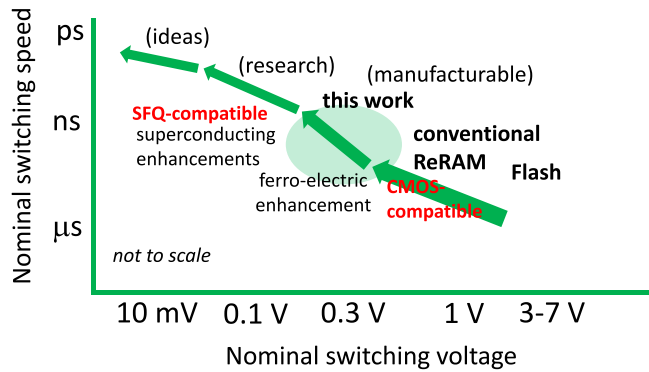 Nominal switching speed
ps
ns
μs
(ideas)
(research)
(manufacturable)
this work
SFQ-compatible
superconducting
enhancements
conventional
ReRAM
Flash
ferro-electric
enhancement
CMOS-
compatible
not to scale
10 mV
0.1 V
0.3 V
1 V
3-7 V
Nominal switching voltage